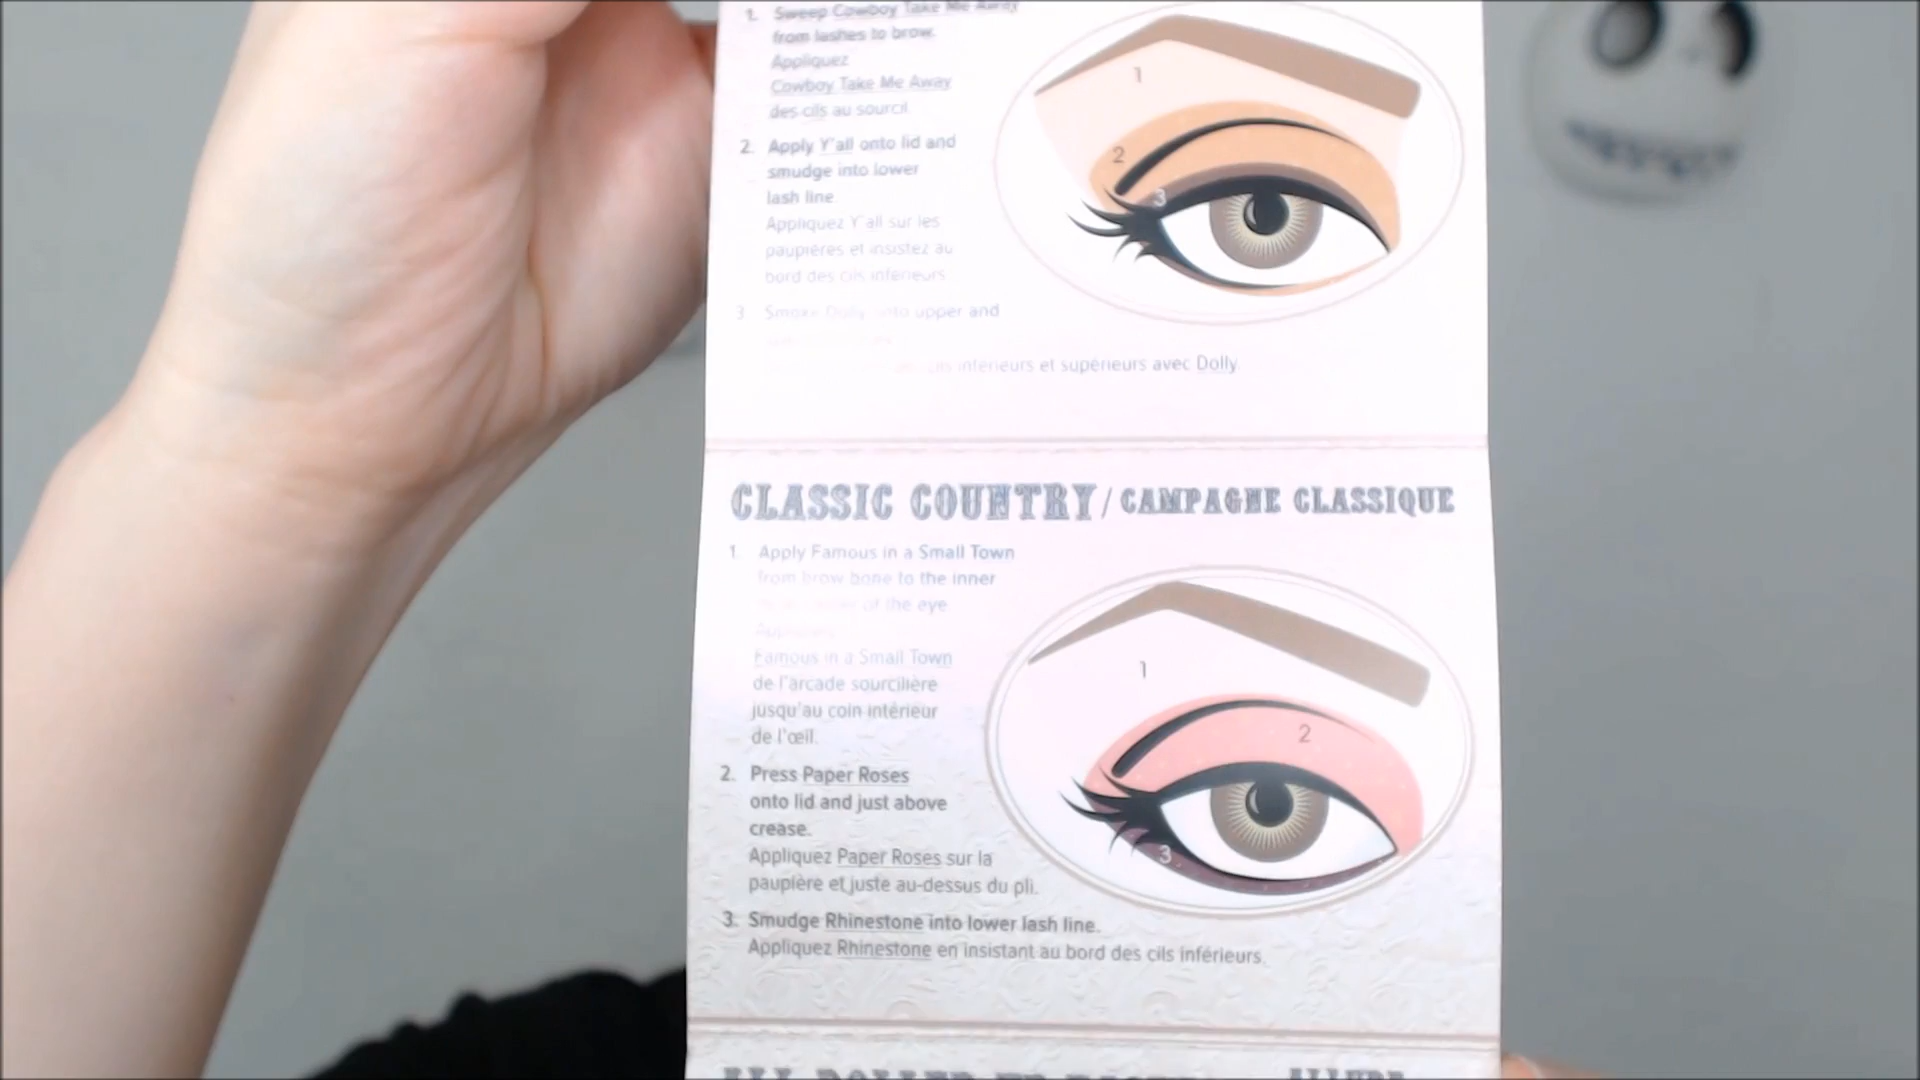 1. Sweep Cowboy Take Me Away
from lashes to brow.
Appliquez
Cowboy Take Me Away
des cils au sourcil.
1
2. Apply Y'all onto lid and
smudge into lower
lash line.
Appliquez Y'all sur les
paupières et insistez au
bord des cils inférieurs
2
3
3. Smoke Dolly into upper and
inférieurs et supérieurs avec Dolly.
CLASSIC COUNTRY / CAMPAGNE CLASSIQUE
1. Apply Famous in a Small Town
from brow bone to the inner
of the eye.
Appliquez
Famous in a Small Town
de l'arcade sourcilière
jusqu'au coin intérieur
de l'œil.
1
2. Press Paper Roses
onto lid and just above
crease.
Appliquez Paper Roses sur la
paupière et juste au-dessus du pli.
2
3
3. Smudge Rhinestone into lower lash line.
Appliquez Rhinestone en insistant au bord des cils inférieurs.